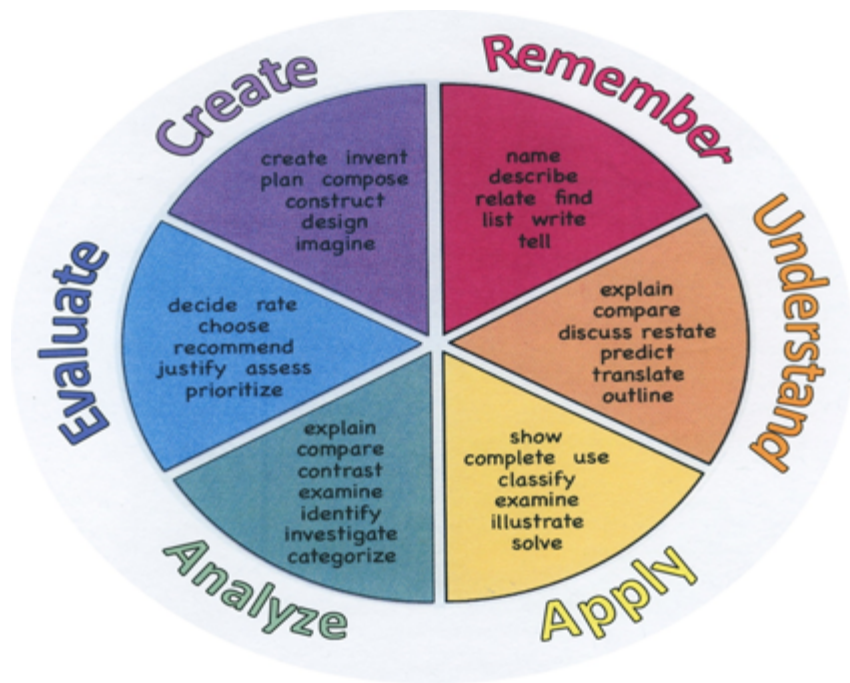 Remember
name
describe
relate find
list write
tell
Understand
explain
compare
discuss restate
predict
translate
outline
Apply
show
complete use
classify
examine
illustrate
solve
Analyze
explain
compare
contrast
examine
identify
investigate
categorize
Evaluate
decide rate
choose
recommend
justify assess
prioritize
Create
create invent
plan compose
construct
design
imagine